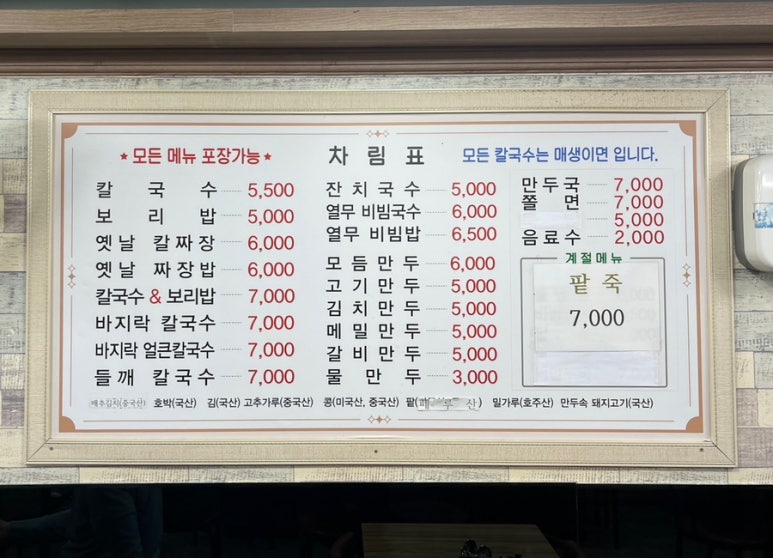 ★ 모든 메뉴 포장가능 ★
차림표
모든 칼국수는 매생이면 입니다.
칼국수 5,500
보리밥 5,000
옛날 칼짜장 6,000
옛날 짜장밥 6,000
칼국수 & 보리밥 7,000
바지락 칼국수 7,000
바지락 얼큰칼국수 7,000
들깨 칼국수 7,000
잔치국수 5,000
열무 비빔국수 6,000
열무 비빔밥 6,500
모듬만두 6,000
고기만두 5,000
김치만두 5,000
메밀만두 5,000
갈비만두 5,000
물만두 3,000
만두국 7,000
쫄면 7,000
5,000
음료수 2,000
계절메뉴
팥죽
7,000
배추김치(중국산) 호박(국산) 김(국산) 고추가루(중국산) 콩(미국산, 중국산) 팥( 산) 밀가루(호주산) 만두속 돼지고기(국산)